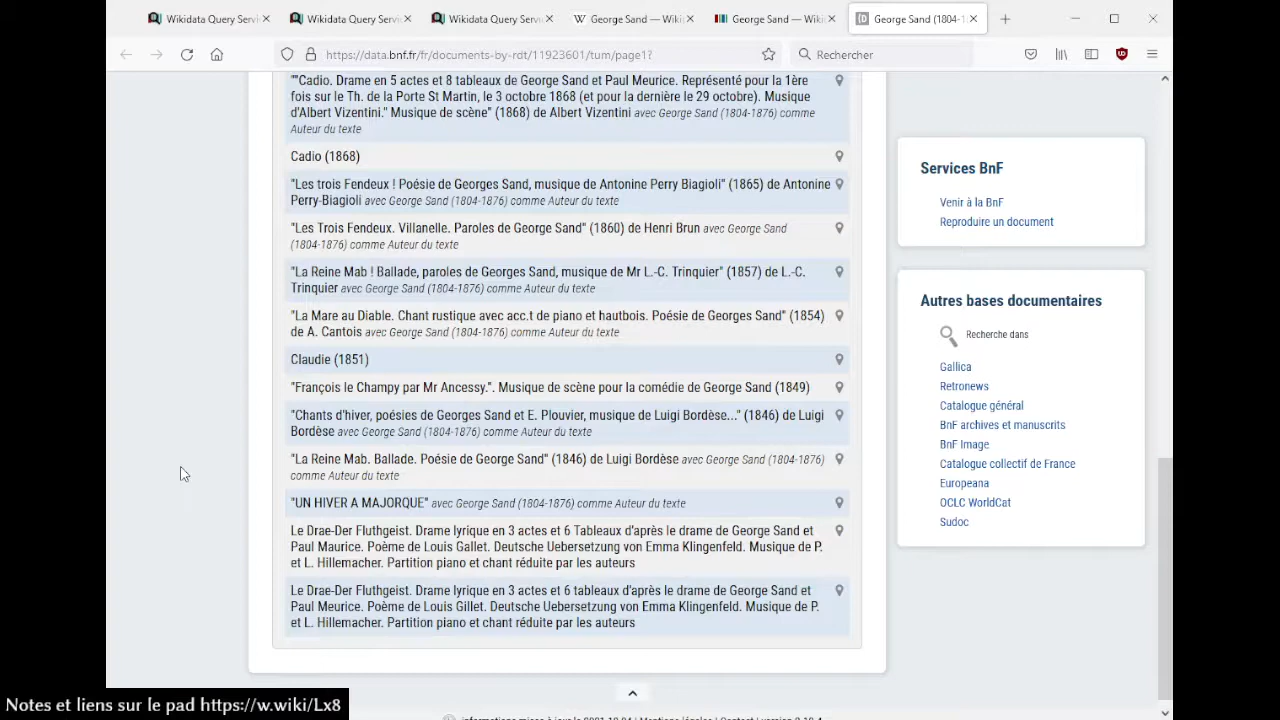 Wikidata Query Serv
Wikidata Query Serv
Wikidata Query Serv
George Sand — Wiki
George Sand — Wiki
George Sand (1804-1
https://data.bnf.fr/fr/documents-by-rdt/11923601/tum/page1?
Rechercher
""Cadio. Drame en 5 actes et 8 tableaux de George Sand et Paul Meurice. Représenté pour la 1ère
fois sur le Th. de la Porte St Martin, le 3 octobre 1868 (et pour la dernière le 29 octobre). Musique
d'Albert Vizentini." Musique de scène" (1868) de Albert Vizentini avec George Sand (1804-1876) comme
Auteur du texte
Cadio (1868)
"Les trois Fendeux ! Poésie de Georges Sand, musique de Antonine Perry Biagioli" (1865) de Antonine
Perry-Biagioli avec George Sand (1804-1876) comme Auteur du texte
"Les Trois Fendeux. Villanelle. Paroles de George Sand" (1860) de Henri Brun avec George Sand
(1804-1876) comme Auteur du texte
"La Reine Mab ! Ballade, paroles de Georges Sand, musique de Mr L.-C. Trinquier" (1857) de L.-C.
Trinquier avec George Sand (1804-1876) comme Auteur du texte
"La Mare au Diable. Chant rustique avec acc.t de piano et hautbois. Poésie de Georges Sand" (1854)
de A. Cantois avec George Sand (1804-1876) comme Auteur du texte
Claudie (1851)
"François le Champy par Mr Ancessy.". Musique de scène pour la comédie de George Sand (1849)
"Chants d'hiver, poésies de Georges Sand et E. Plouvier, musique de Luigi Bordèse..." (1846) de Luigi
Bordèse avec George Sand (1804-1876) comme Auteur du texte
"La Reine Mab. Ballade. Poésie de George Sand" (1846) de Luigi Bordèse avec George Sand (1804-1876)
comme Auteur du texte
"UN HIVER A MAJORQUE" avec George Sand (1804-1876) comme Auteur du texte
Le Drae-Der Fluthgeist. Drame lyrique en 3 actes et 6 Tableaux d'après le drame de George Sand et
Paul Maurice. Poème de Louis Gallet. Deutsche Uebersetzung von Emma Klingenfeld. Musique de P.
et L. Hillemacher. Partition piano et chant réduite par les auteurs
Le Drae-Der Fluthgeist. Drame lyrique en 3 actes et 6 tableaux d'après le drame de George Sand et
Paul Meurice. Poème de Louis Gillet. Deutsche Uebersetzung von Emma Klingenfeld. Musique de P.
et L. Hillemacher. Partition piano et chant réduite par les auteurs
Services BnF
Venir à la BnF
Reproduire un document
Autres bases documentaires
Recherche dans
Gallica
Retronews
Catalogue général
BnF archives et manuscrits
BnF Image
Catalogue collectif de France
Europeana
OCLC WorldCat
Sudoc
Notes et liens sur le pad https://w.wiki/Lx8